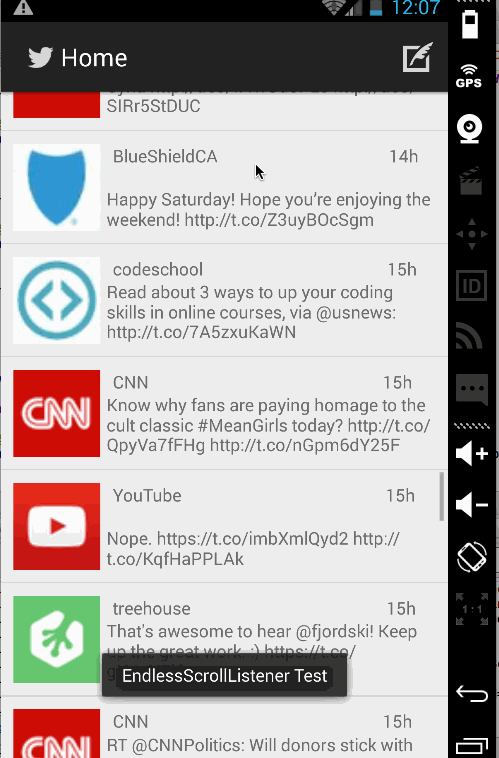 12:07
Home
GPS
SIRr5StDUC
BlueShieldCA 14h
Happy Saturday! Hope you're enjoying the
weekend! http://t.co/Z3uyBOcSgm
codeschool 15h
Read about 3 ways to up your coding
skills in online courses, via @usnews:
http://t.co/7A5zxuKaWN
ID
CNN 15h
CNN
Know why fans are paying homage to the
cult classic #MeanGirls today? http://t.co/
QpyVa7fFHg http://t.co/nGpm6dY25F
YouTube 15h
Nope. https://t.co/imbXmlQyd2 http://
t.co/KqfHaPPLAk
treehouse 15h
That's awesome to hear @fjordski! Keep
up the great work. :) https://t.co/
1:1
EndlessScrollListener Test
CNN 15h
CNN
RT @CNNPolitics: Will donors stick with